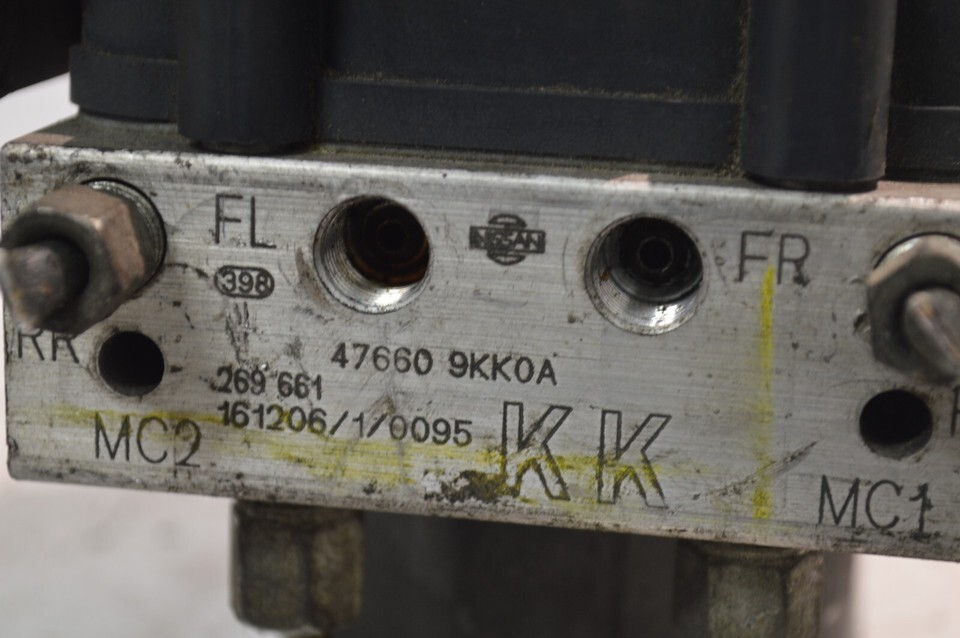 FL
NISSAN
FR
398
RR
47660 9KK0A
269 661
161206/1/0095
KK
MC2
MC1